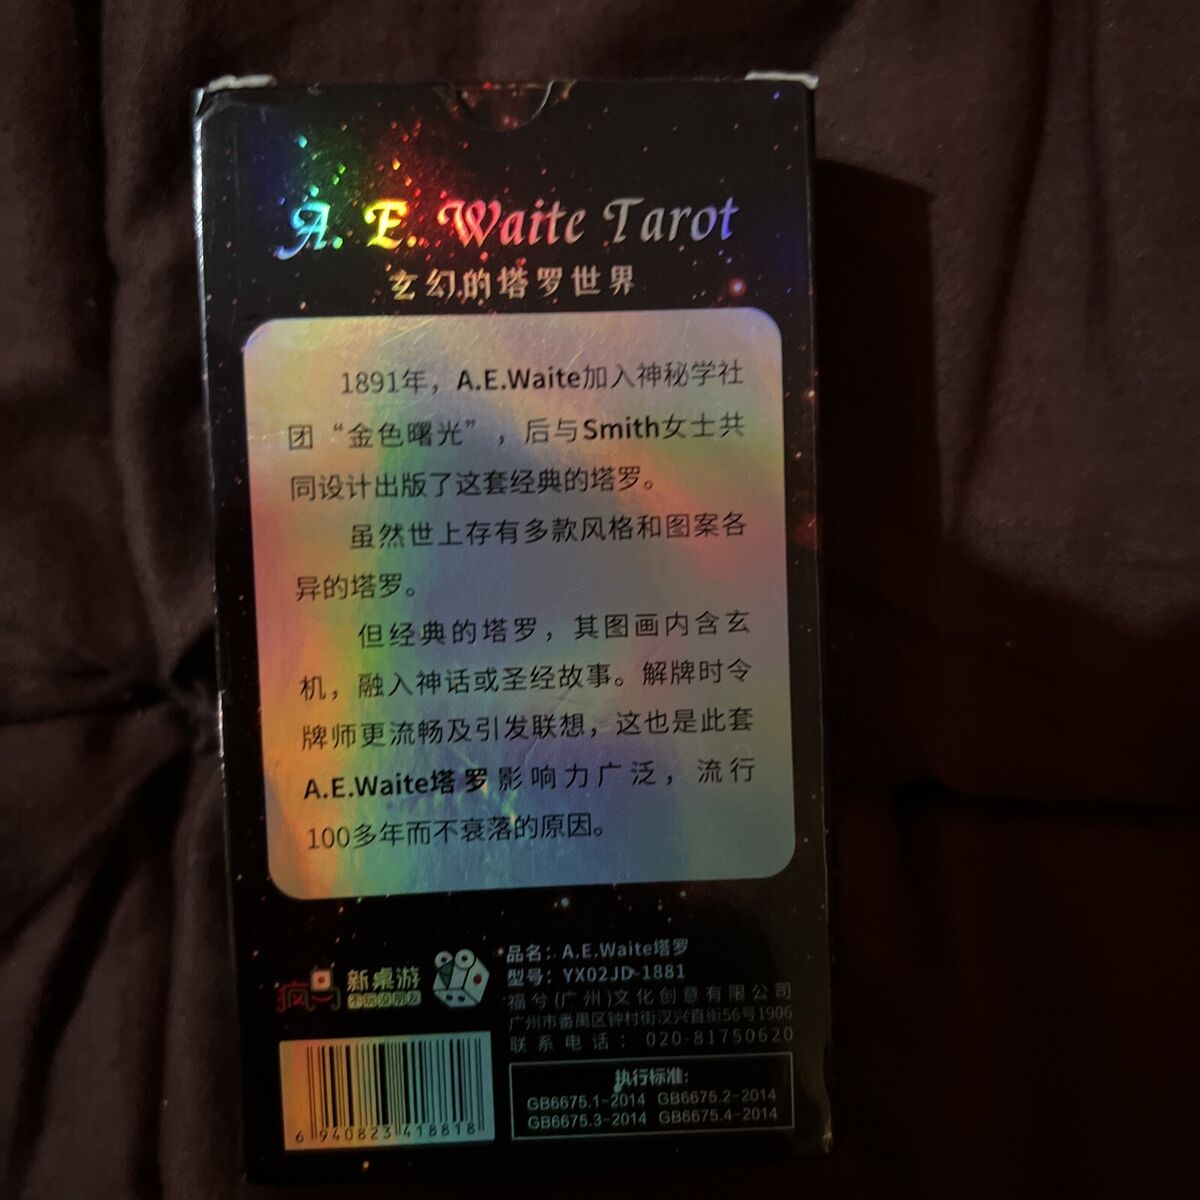 A. E. Waite Tarot
玄幻的塔罗世界
1891年，A.E.Waite加入神秘学社
团“金色曙光”，后与Smith女士共
同设计出版了这套经典的塔罗。
虽然世上存有多款风格和图案各
异的塔罗。
但经典的塔罗，其图画内含玄
机，融入神话或圣经故事。解牌时令
牌师更流畅及引发联想，这也是此套
A.E.Waite塔罗影响力广泛，流行
100多年而不衰落的原因。
新桌游
品名：A.E.Waite塔罗
型号：YX02JD-1881
福兮(广州)文化创意有限公司
广州市番禺区钟村街汉兴直街56号1906
联系电话：020-81750620
执行标准:
GB6675.1-2014 GB6675.2-2014
GB6675.3-2014 GB6675.4-2014
6 940823 418818